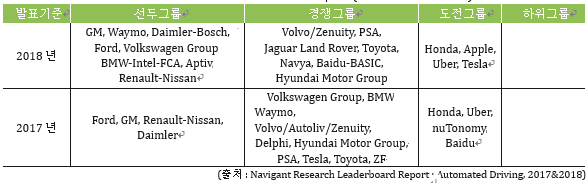 발표기준 선두그룹 경쟁그룹 도전그룹 하위그룹
2018 년
GM, Waymo, Daimler-Bosch,
Ford, Volkswagen Group
BMW-Intel-FCA, Aptiv,
Renault-Nissan
Volvo/Zenuity, PSA,
Jaguar Land Rover, Toyota,
Navya, Baidu-BASIC,
Hyundai Motor Group
Honda, Apple,
Uber, Tesla
2017 년
Ford, GM, Renault-Nissan,
Daimler
Volkswagen Group, BMW
Waymo,
Volvo/Autoliv/Zenuity,
Delphi, Hyundai Motor Group,
PSA, Tesla, Toyota, ZF
Honda, Uber,
nuTonomy,
Baidu
(출처 : Navigant Research Leaderboard Report : Automated Driving, 2017&2018)